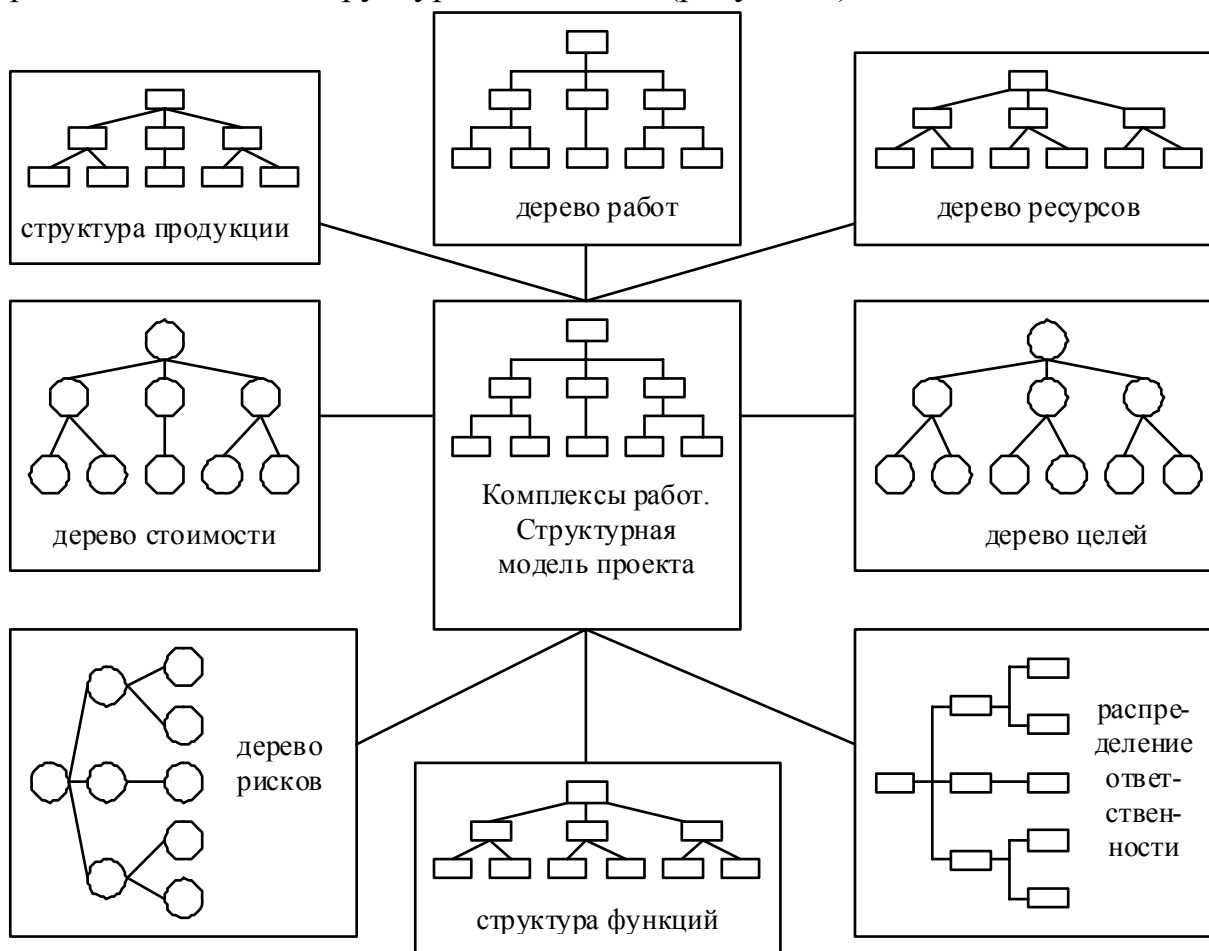 структура продукции
дерево работ
дерево ресурсов
дерево стоимости
Комплексы работ.
Структурная
модель проекта
дерево целей
дерево
рисков
структура функций
распре-
деление
ответ-
ствен-
ности